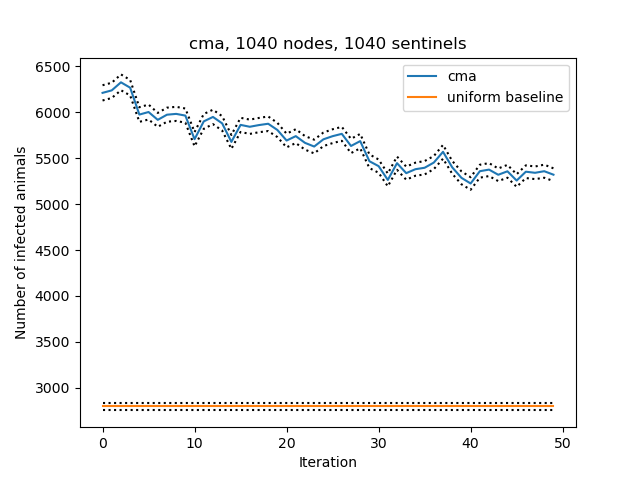 cma, 1040 nodes, 1040 sentinels
cma
uniform baseline
Number of infected animals
6500
6000
5500
5000
4500
4000
3500
3000
0 10 20 30 40 50
Iteration